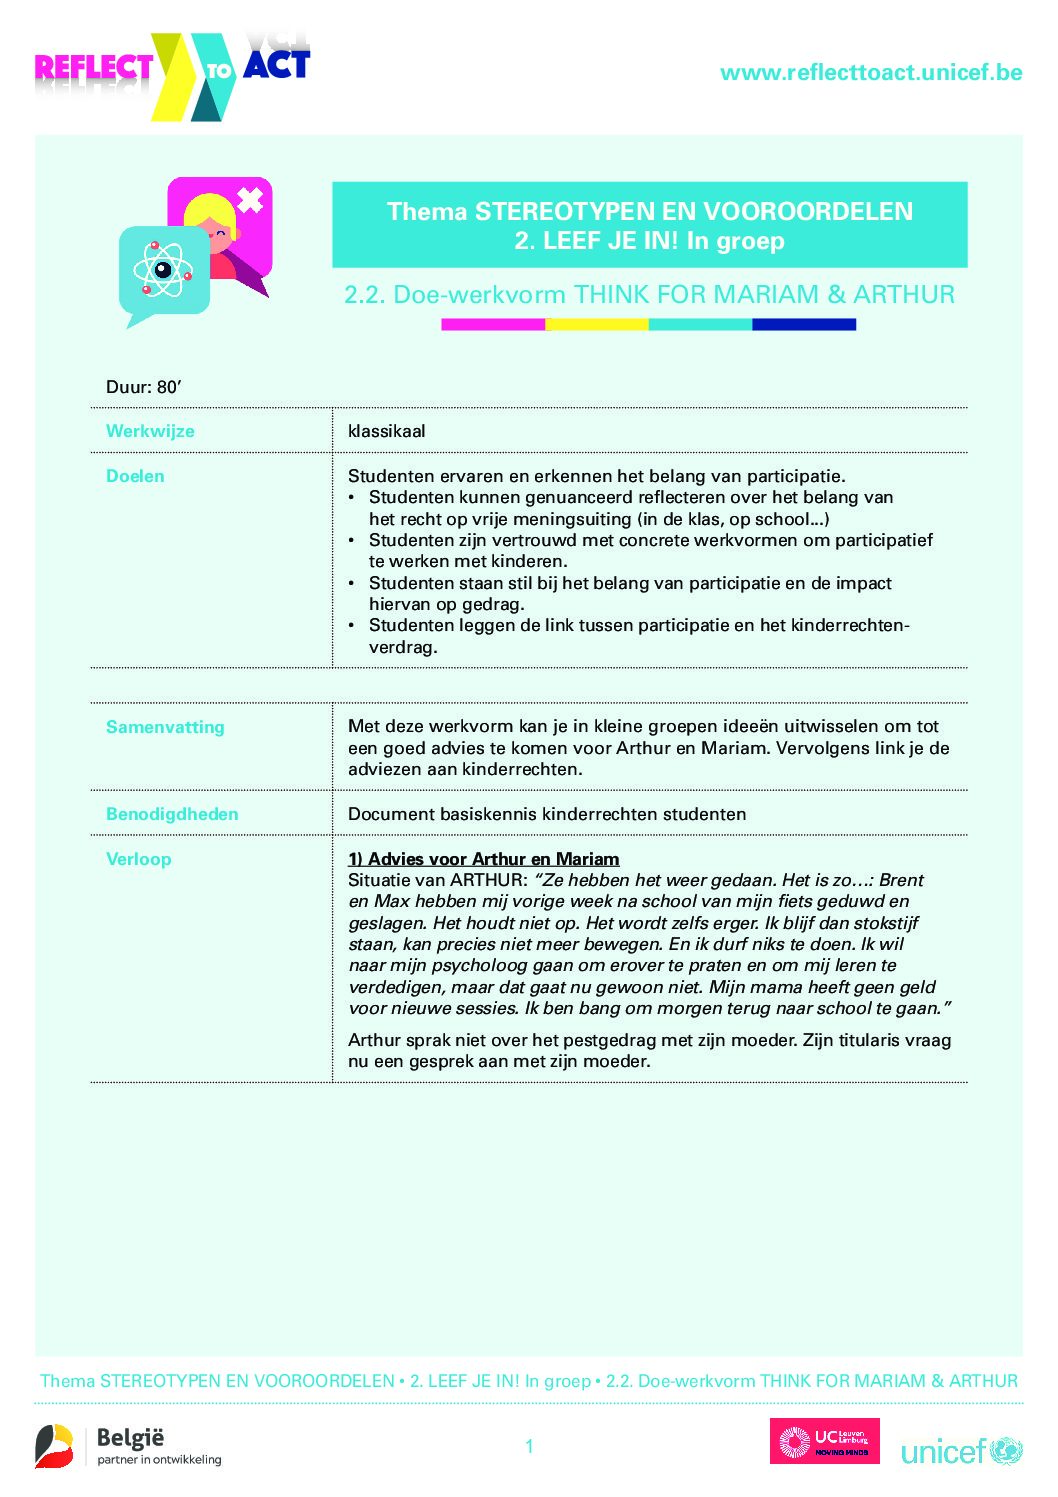 REFLECT TO ACT
www.reflecttoact.unicef.be
Thema STEREOTYPEN EN VOOROORDELEN
2. LEEF JE IN! In groep
2.2. Doe-werkvorm THINK FOR MARIAM & ARTHUR
Duur: 80’
Werkwijze
klassikaal
Doelen
Studenten ervaren en erkennen het belang van participatie.
• Studenten kunnen genuanceerd reflecteren over het belang van
het recht op vrije meningsuiting (in de klas, op school...)
• Studenten zijn vertrouwd met concrete werkvormen om participatief
te werken met kinderen.
• Studenten staan stil bij het belang van participatie en de impact
hiervan op gedrag.
• Studenten leggen de link tussen participatie en het kinderrechten-
verdrag.
Samenvatting
Met deze werkvorm kan je in kleine groepen ideeën uitwisselen om tot
een goed advies te komen voor Arthur en Mariam. Vervolgens link je de
adviezen aan kinderrechten.
Benodigdheden
Document basiskennis kinderrechten studenten
Verloop
1) Advies voor Arthur en Mariam
Situatie van ARTHUR: “Ze hebben het weer gedaan. Het is zo…: Brent
en Max hebben mij vorige week na school van mijn fiets geduwd en
geslagen. Het houdt niet op. Het wordt zelfs erger. Ik blijf dan stokstijf
staan, kan precies niet meer bewegen. En ik durf niks te doen. Ik wil
naar mijn psycholoog gaan om erover te praten en om mij leren te
verdedigen, maar dat gaat nu gewoon niet. Mijn mama heeft geen geld
voor nieuwe sessies. Ik ben bang om morgen terug naar school te gaan.”
Arthur sprak niet over het pestgedrag met zijn moeder. Zijn titularis vraag
nu een gesprek aan met zijn moeder.
Thema STEREOTYPEN EN VOOROORDELEN • 2. LEEF JE IN! In groep • 2.2. Doe-werkvorm THINK FOR MARIAM & ARTHUR
België
partner in ontwikkeling
1
UC Leuven
Limburg
MOVING MINDS
unicef